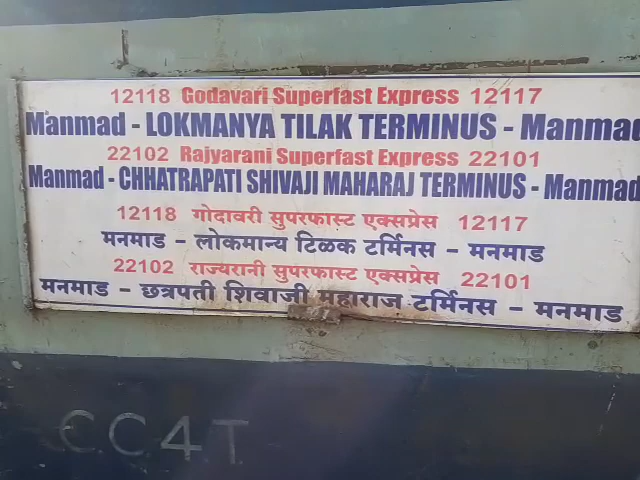 12118 Godavari Superfast Express 12117
Manmad - LOKMANYA TILAK TERMINUS - Manmad
22102 Rajyarani Superfast Express 22101
Manmad - CHHATRAPATI SHIVAJI MAHARAJ TERMINUS - Manmad
12118 गोदावरी सुपरफास्ट एक्सप्रेस 12117
मनमाड - लोकमान्य टिळक टर्मिनस - मनमाड
22102 राज्यरानी सुपरफास्ट एक्सप्रेस 22101
मनमाड - छत्रपती शिवाजी महाराज टर्मिनस - मनमाड
CC4T